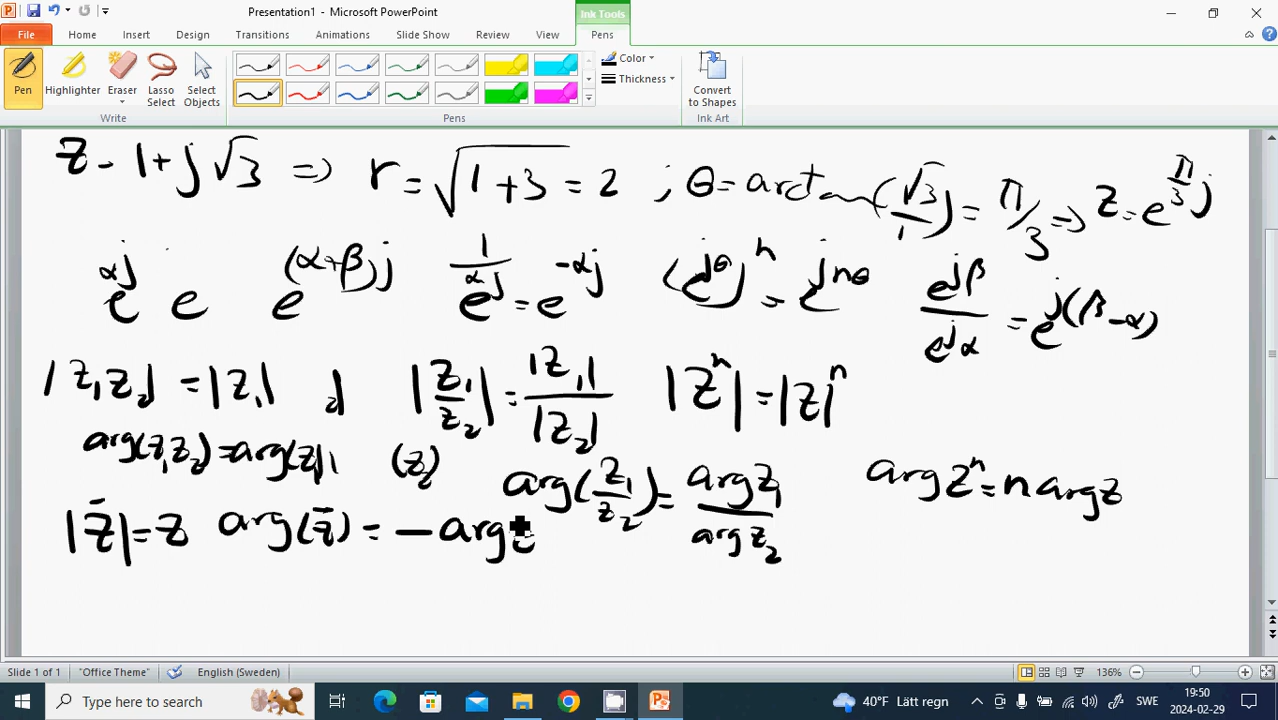 Presentation1 - Microsoft PowerPoint
Ink Tools
File Home Insert Design Transitions Animations Slide Show Review View Pens
Pen Highlighter Eraser Lasso Select Select Objects Color Thickness Convert to Shapes
Write Pens Ink Art
z - 1+j√3 => r = √1+3 = 2 ; θ = arctan(√3/1) = π/3 => z = e^(π/3 j)
e^αj e e^(α+β)j 1/e^αj = e^-αj (e^jθ)^n = e^jnθ e^jβ/e^jα = e^j(β-α)
|z₁z₂| = |z₁| |z₁/z₂| = |z₁|/|z₂| |z^n| = |z|^n
arg(z₁z₂) = arg(z₁ (z₂) arg(z₁/z₂) = arg z₁/arg z₂ arg z^n = n arg z
|z̄| = z arg(z̄) = - arg z
Slide 1 of 1 "Office Theme" English (Sweden) 136%
Type here to search 40°F Lätt regn SWE 19:50
2024-02-29